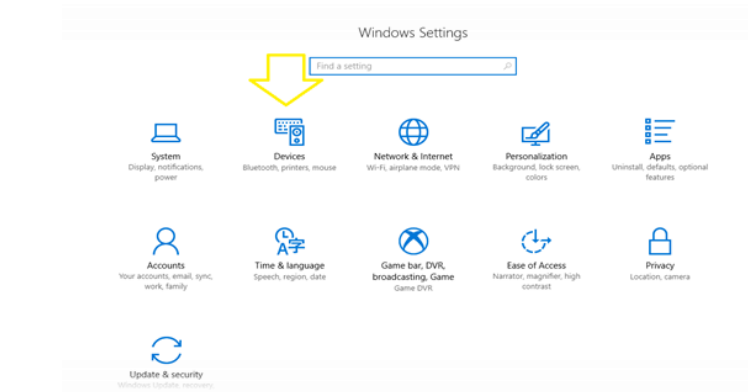 Windows Settings
Find a setting
System
Display, notifications,
power
Devices
Bluetooth, printers, mouse
Network & Internet
Wi-Fi, airplane mode, VPN
Personalization
Background, lock screen,
colors
Apps
Uninstall, defaults, optional
features
Accounts
Your accounts, email, sync,
work, family
Time & language
Speech, region, date
Game bar, DVR,
broadcasting, Game
Game DVR
Ease of Access
Narrator, magnifier, high
contrast
Privacy
Location, camera
Update & security
Windows Update, recovery,